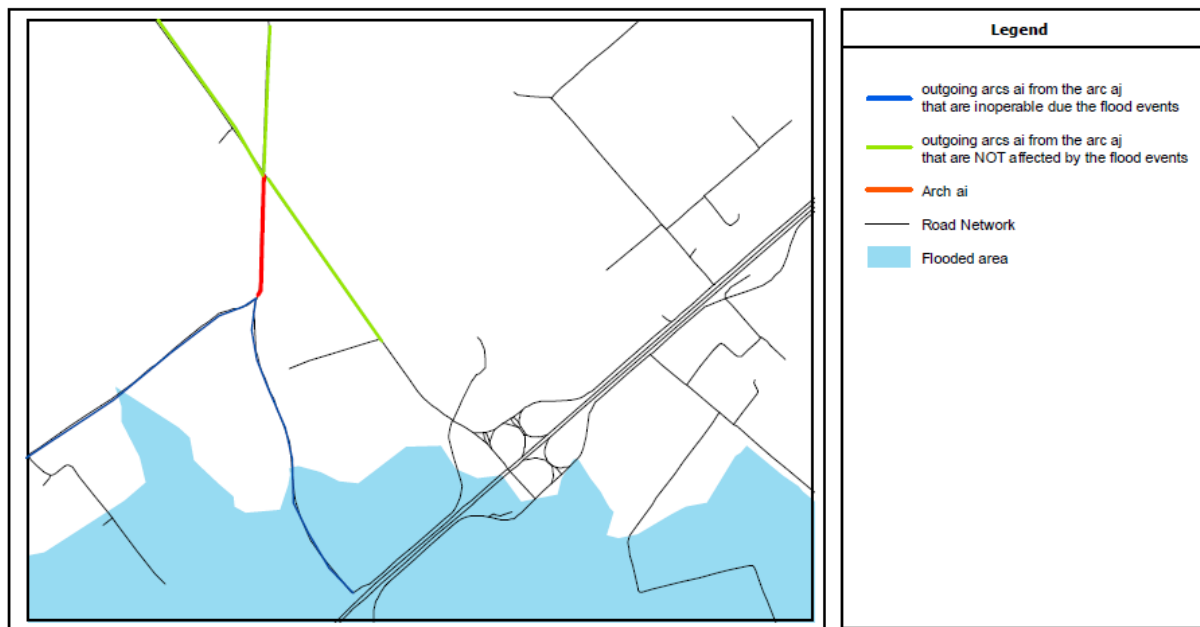 Legend
outgoing arcs ai from the arc aj
that are inoperable due the flood events
outgoing arcs ai from the arc aj
that are NOT affected by the flood events
Arch ai
Road Network
Flooded area